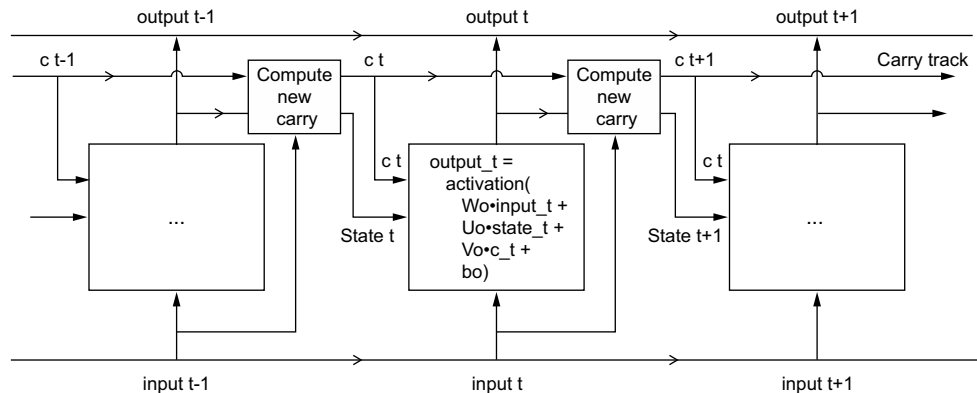 output t-1
output t
output t+1
c t-1
Compute
new
carry
c t
Compute
new
carry
c t+1
Carry track
...
c t
output_t =
activation(
Wo•input_t +
Uo•state_t +
Vo•c_t +
bo)
c t
...
State t
State t+1
input t-1
input t
input t+1